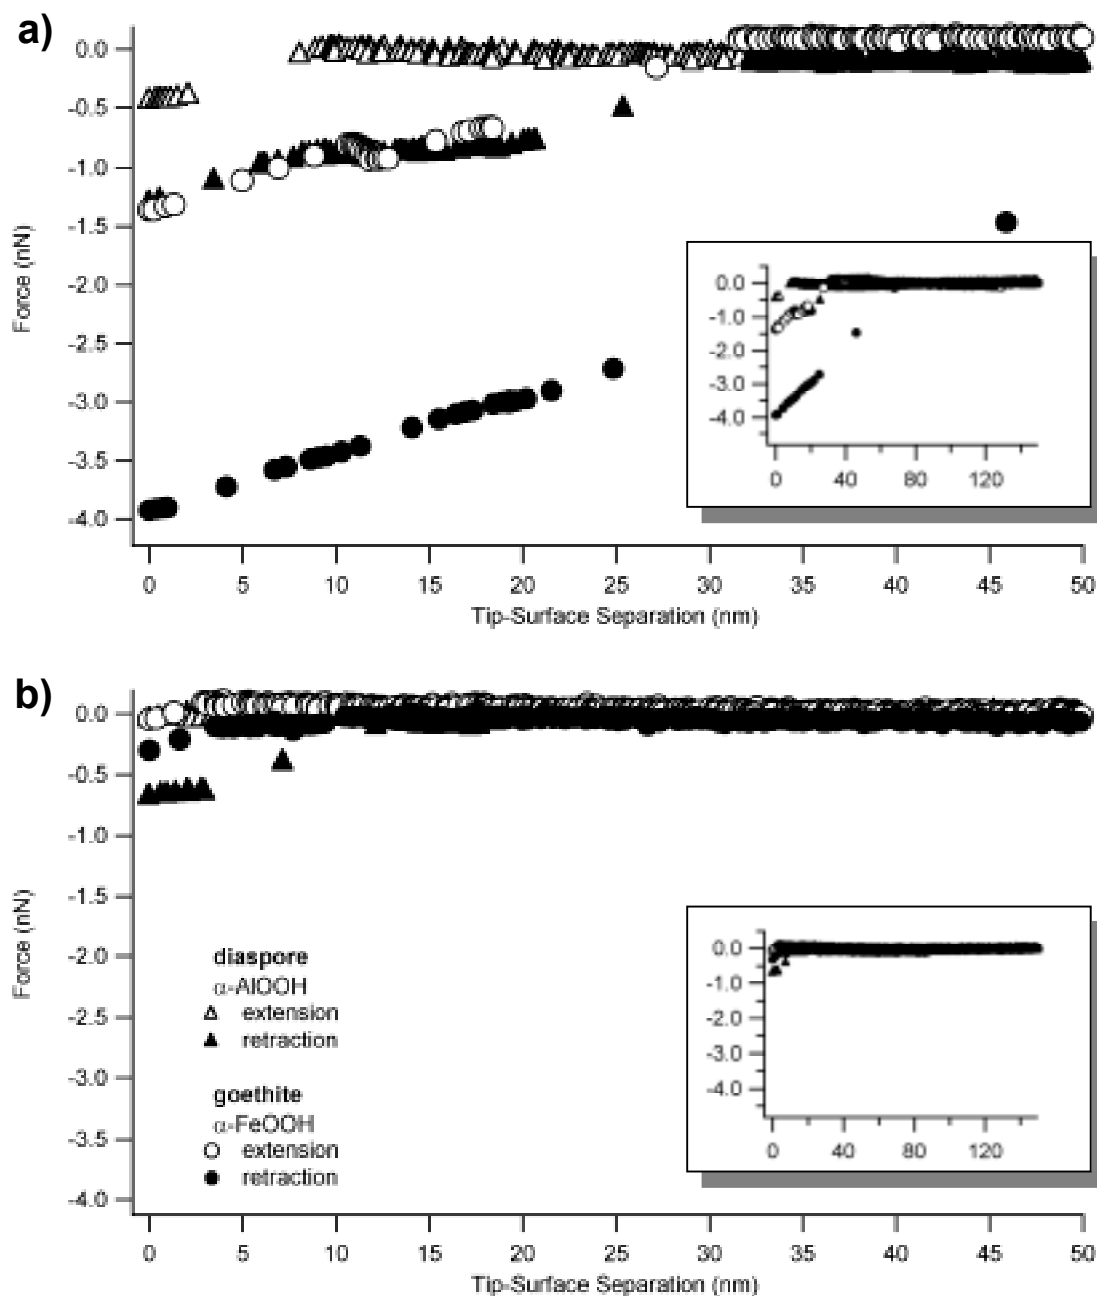 a)
0.0
-0.5
-1.0
-1.5
-2.0
-2.5
-3.0
-3.5
-4.0
Force (nN)
0.0
-1.0
-2.0
-3.0
-4.0
0 40 80 120
0 5 10 15 20 25 30 35 40 45 50
Tip-Surface Separation (nm)
b)
0.0
-0.5
-1.0
-1.5
-2.0
-2.5
-3.0
-3.5
-4.0
Force (nN)
diaspore
α-AlOOH
extension
retraction
goethite
α-FeOOH
extension
retraction
0.0
-1.0
-2.0
-3.0
-4.0
0 40 80 120
0 5 10 15 20 25 30 35 40 45 50
Tip-Surface Separation (nm)